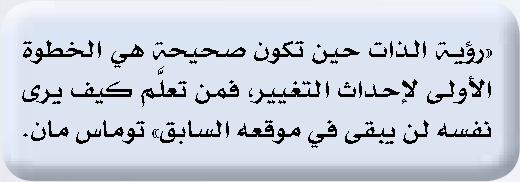 «رؤية الذات حين تكون صحيحة هي الخطوة
الأولى لإحداث التغيير، فمن تعلَّم كيف يرى
نفسه لن يبقى في موقعه السابق» توماس مان.